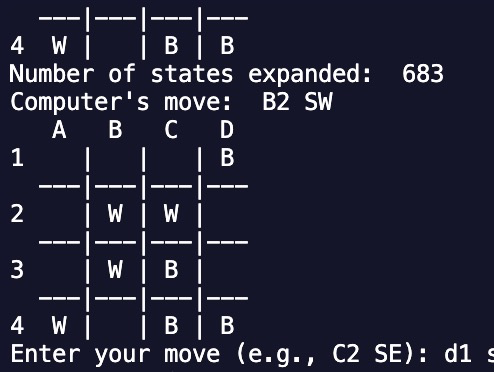 ---|---|---|---
4  W |   | B | B
Number of states expanded:  683
Computer's move:  B2 SW
   A   B   C   D
1    |   |   | B
  ---|---|---|---
2    | W | W |
  ---|---|---|---
3    | W | B |
  ---|---|---|---
4  W |   | B | B
Enter your move (e.g., C2 SE): d1 s